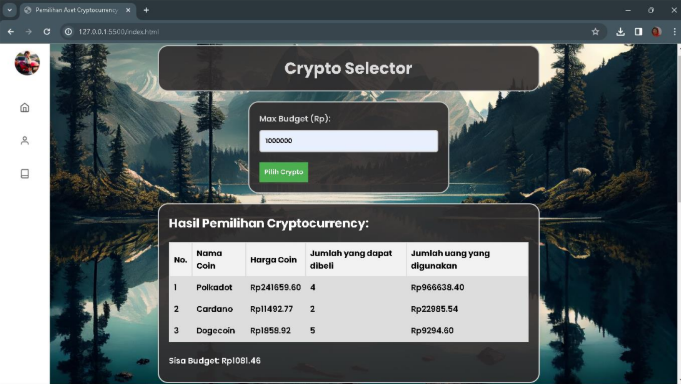 Pemilihan Aset Cryptocurrency
127.0.0.1:5500/index.html
Crypto Selector
Max Budget (Rp):
1000000
Pilih Crypto
Hasil Pemilihan Cryptocurrency:
No. Nama Coin Harga Coin Jumlah yang dapat dibeli Jumlah uang yang digunakan
1 Polkadot Rp241659.60 4 Rp966638.40
2 Cardano Rp11492.77 2 Rp22985.54
3 Dogecoin Rp1858.92 5 Rp9294.60
Sisa Budget: Rp1081.46